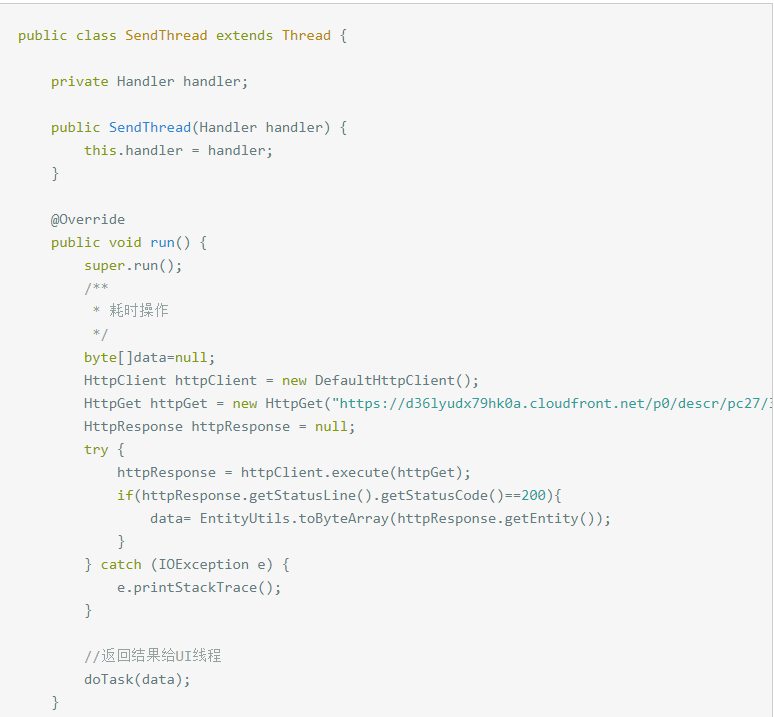 public class SendThread extends Thread {
private Handler handler;
public SendThread(Handler handler) {
this.handler = handler;
}
@Override
public void run() {
super.run();
/**
* 耗时操作
*/
byte[]data=null;
HttpClient httpClient = new DefaultHttpClient();
HttpGet httpGet = new HttpGet("https://d36lyudx79hk0a.cloudfront.net/p0/descr/pc27/3
HttpResponse httpResponse = null;
try {
httpResponse = httpClient.execute(httpGet);
if(httpResponse.getStatusLine().getStatusCode()==200){
data= EntityUtils.toByteArray(httpResponse.getEntity());
}
} catch (IOException e) {
e.printStackTrace();
}
//返回结果给UI线程
doTask(data);
}